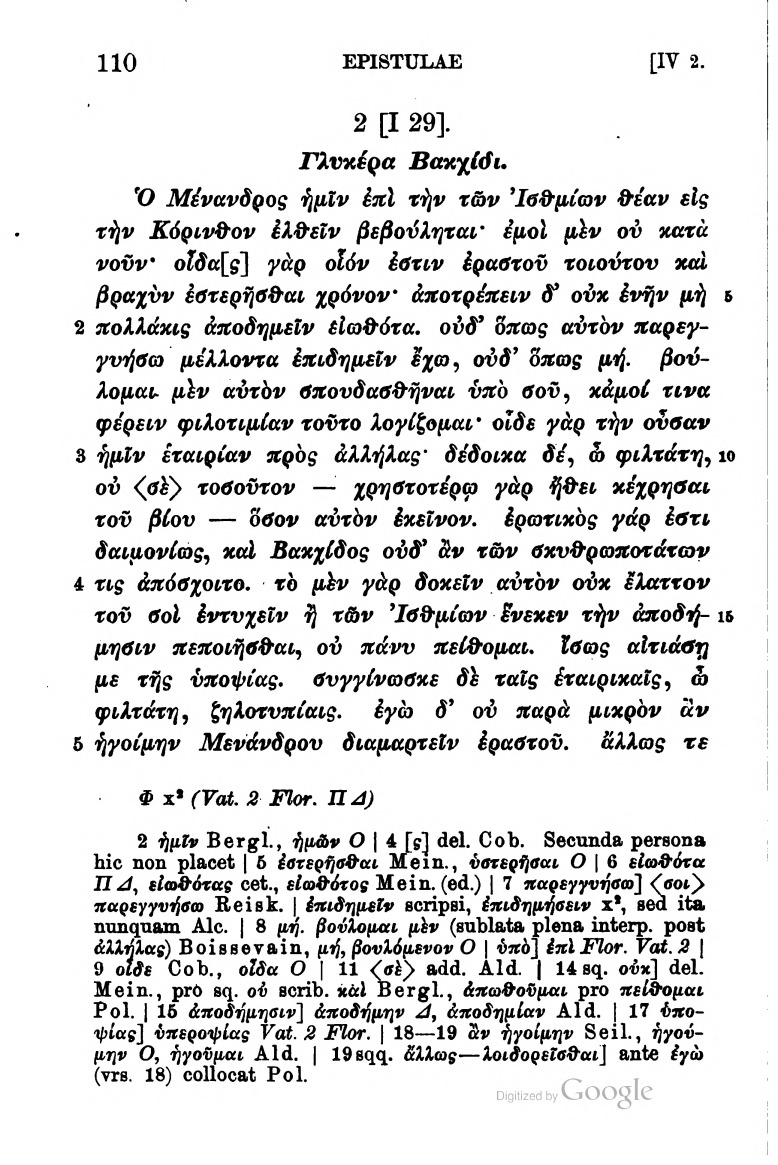 110 EPISTULAE [IV 2.
2 [I 29].
Γλυκέρα Βακχίδι.
Ὁ Μένανδρος ἡμῖν ἐπὶ τὴν τῶν Ἰσθμίων θέαν εἰς
τὴν Κόρινθον ἐλθεῖν βεβούληται· ἐμοὶ μὲν οὐ κατὰ
νοῦν· οἶδα[ς] γὰρ οἷόν ἐστιν ἐραστοῦ τοιούτου καὶ
βραχὺν ἐστερῆσθαι χρόνον· ἀποτρέπειν δ’ οὐκ ἐνῆν μὴ 5
2 πολλάκις ἀποδημεῖν εἰωθότα. οὐδ’ ὅπως αὐτὸν παρεγ-
γυήσω μέλλοντα ἐπιδημεῖν ἔχω, οὐδ’ ὅπως μή. βού-
λομαι μὲν αὐτὸν σπουδασθῆναι ὑπὸ σοῦ, κἀμοί τινα
φέρειν φιλοτιμίαν τοῦτο λογίζομαι· οἶδε γὰρ τὴν οὖσαν
3 ἡμῖν ἑταιρίαν πρὸς ἀλλήλας· δέδοικα δέ, ὦ φιλτάτη, 10
οὐ ⟨σὲ⟩ τοσοῦτον — χρηστοτέρῳ γὰρ ἤθει κέχρησαι
τοῦ βίου — ὅσον αὐτὸν ἐκεῖνον. ἐρωτικὸς γάρ ἐστι
δαιμονίως, καὶ Βακχίδος οὐδ’ ἂν τῶν σκυθρωποτάτων
4 τις ἀπόσχοιτο. τὸ μὲν γὰρ δοκεῖν αὐτὸν οὐκ ἔλαττον
τοῦ σοὶ ἐντυχεῖν ἢ τῶν Ἰσθμίων ἕνεκεν τὴν ἀποδή- 15
μησιν πεποιῆσθαι, οὐ πάνυ πείθομαι. ἴσως αἰτιάσῃ
με τῆς ὑποψίας. συγγίνωσκε δὲ ταῖς ἑταιρικαῖς, ὦ
φιλτάτη, ζηλοτυπίαις. ἐγὼ δ’ οὐ παρὰ μικρὸν ἂν
5 ἡγοίμην Μενάνδρου διαμαρτεῖν ἐραστοῦ. ἄλλως τε
Φ x² (Vat. 2 Flor. Π Δ)
2 ἡμῖν Bergl., ἡμῶν O | 4 [ς] del. Cob. Secunda persona
hic non placet | 5 ἐστερῆσθαι Mein., ὑστερῆσαι O | 6 εἰωθότα
Π Δ, εἰωθότας cet., εἰωθότος Mein. (ed.) | 7 παρεγγυήσω] ⟨σοι⟩
παρεγγυήσω Reisk. | ἐπιδημεῖν scripsi, ἐπιδημήσειν x², sed ita
nunquam Alc. | 8 μή. βούλομαι μὲν (sublata plena interp. post
ἀλλήλας) Boissevain, μή, βουλόμενον O | ὑπὸ] ἐπὶ Flor. Vat. 2 |
9 οἶδε Cob., οἶδα O | 11 ⟨σὲ⟩ add. Ald. | 14 sq. οὐκ] del.
Mein., pro sq. οὐ scrib. καὶ Bergl., ἀπωθοῦμαι pro πείθομαι
Pol. | 15 ἀποδήμησιν] ἀποδήμην Δ, ἀποδημίαν Ald. | 17 ὑπο-
ψίας] ὑπεροψίας Vat. 2 Flor. | 18—19 ἂν ἡγοίμην Seil., ἡγού-
μην O, ἡγοῦμαι Ald. | 19 sqq. ἄλλως—λοιδορεῖσθαι] ante ἐγὼ
(vrs. 18) collocat Pol.
Digitized by Google